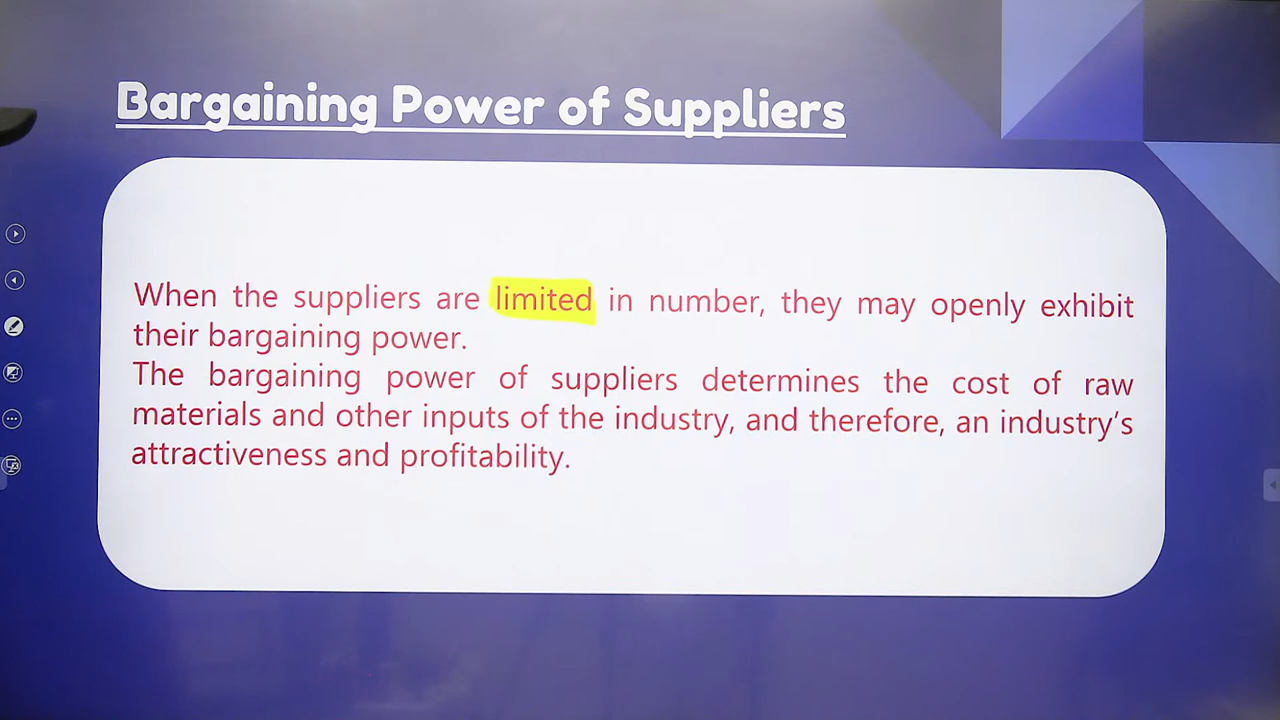 Bargaining Power of Suppliers
When the suppliers are limited in number, they may openly exhibit
their bargaining power.
The bargaining power of suppliers determines the cost of raw
materials and other inputs of the industry, and therefore, an industry's
attractiveness and profitability.